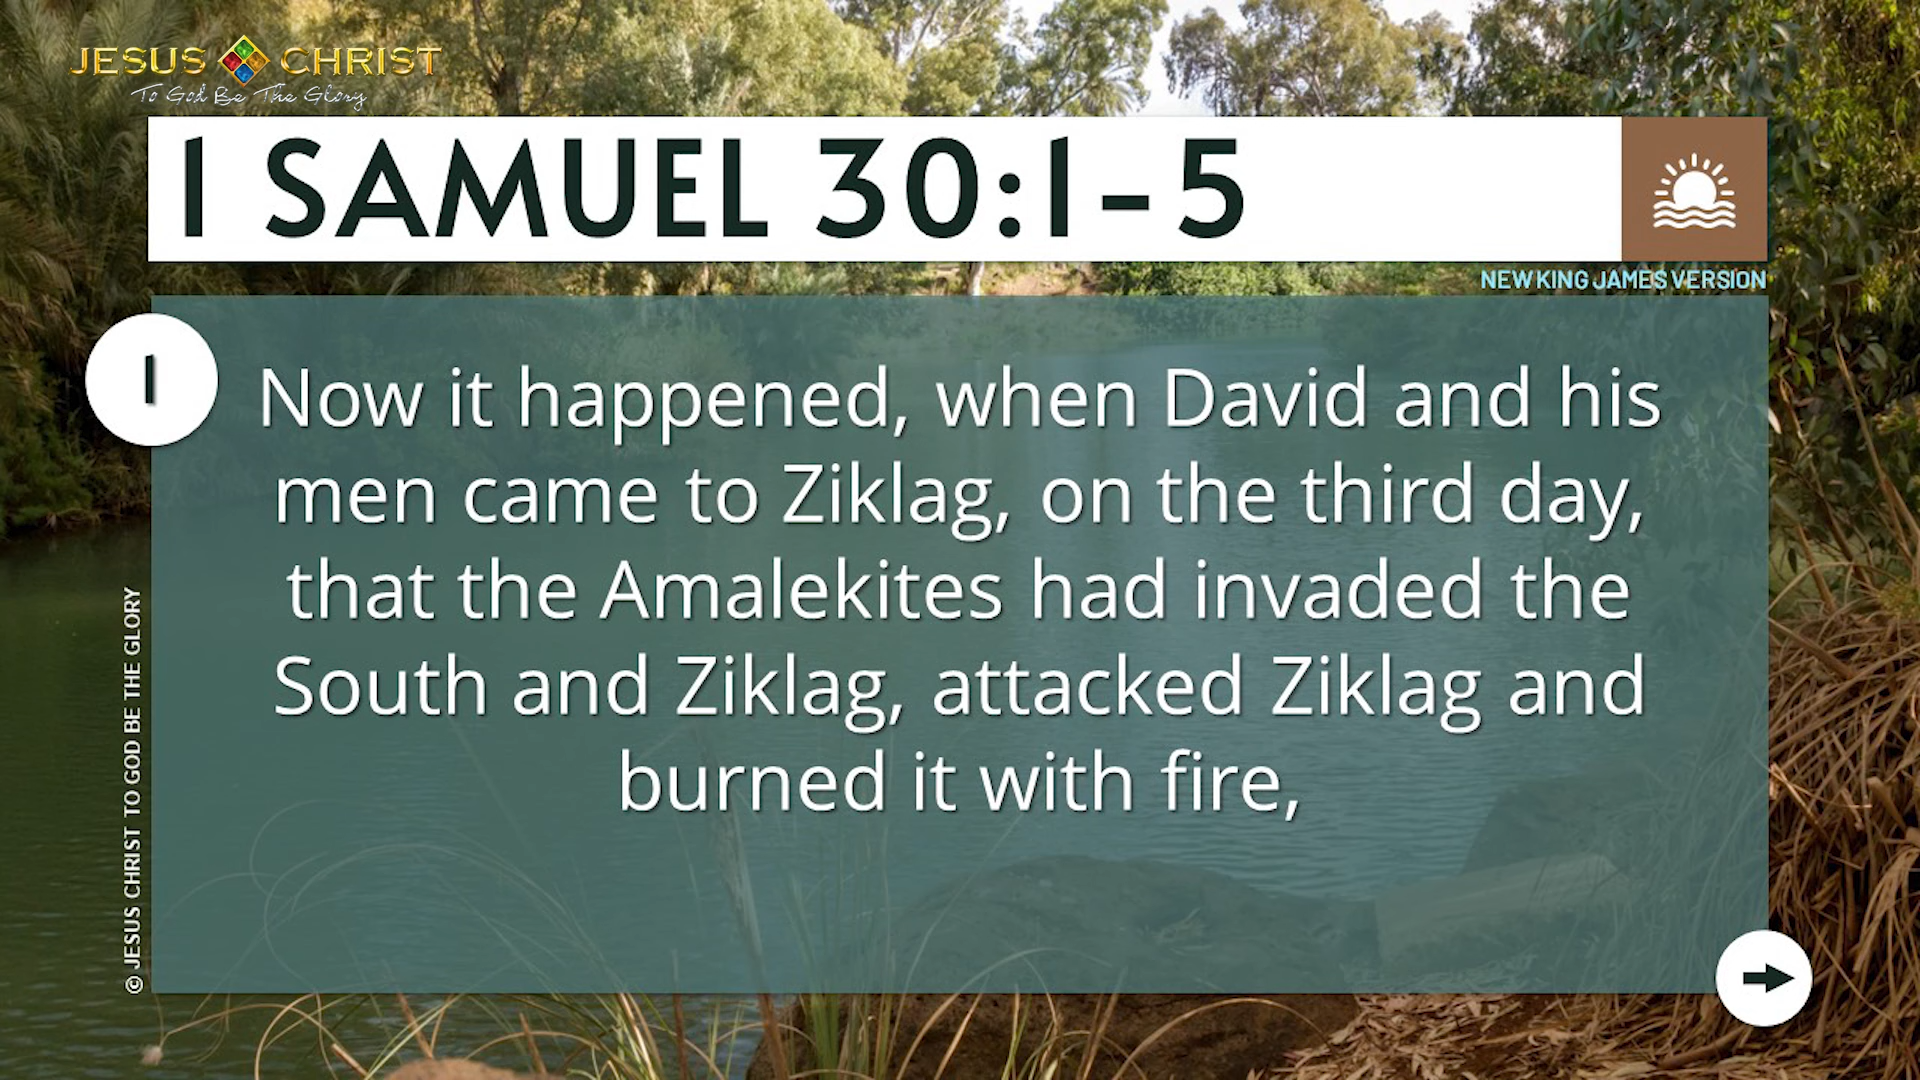 JESUS CHRIST
To God Be The Glory
1 SAMUEL 30:1-5
NEW KING JAMES VERSION
1
Now it happened, when David and his
men came to Ziklag, on the third day,
that the Amalekites had invaded the
South and Ziklag, attacked Ziklag and
burned it with fire,
© JESUS CHRIST TO GOD BE THE GLORY